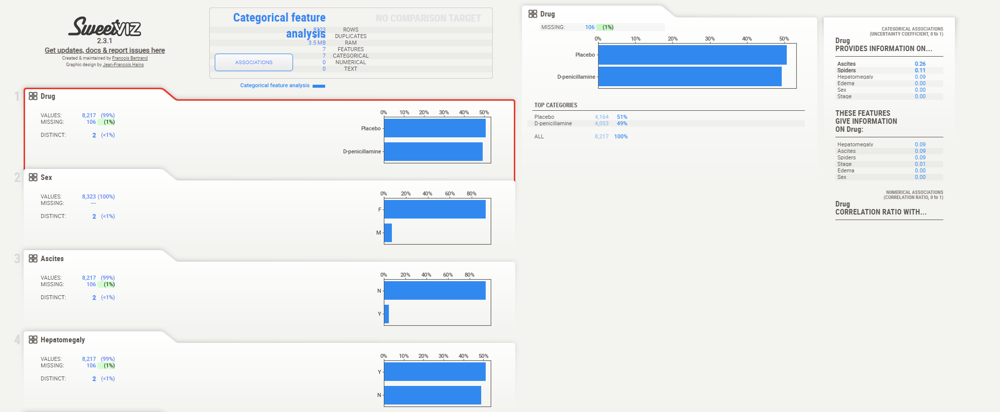 SweetVIZ
2.3.1
Get updates, docs & report issues here
Created & maintained by Francois Bertrand
Graphic design by Jean-Francois Hains
Categorical feature
analysis
NO COMPARISON TARGET
8323 ROWS
DUPLICATES
3.5 MB RAM
7 FEATURES
7 CATEGORICAL
0 NUMERICAL
0 TEXT
ASSOCIATIONS
Categorical feature analysis
1
Drug
VALUES: 8,217 (99%)
MISSING: 106 (1%)
DISTINCT: 2 (<1%)
0% 10% 20% 30% 40% 50%
Placebo
D-penicillamine
2
Sex
VALUES: 8,323 (100%)
MISSING: ---
DISTINCT: 2 (<1%)
0% 20% 40% 60% 80%
F
M
3
Ascites
VALUES: 8,217 (99%)
MISSING: 106 (1%)
DISTINCT: 2 (<1%)
0% 20% 40% 60% 80%
N
Y
4
Hepatomegaly
VALUES: 8,217 (99%)
MISSING: 106 (1%)
DISTINCT: 2 (<1%)
0% 10% 20% 30% 40% 50%
Y
N
Drug
MISSING: 106 (1%)
0% 10% 20% 30% 40% 50%
Placebo
D-penicillamine
TOP CATEGORIES
Placebo 4,164 51%
D-penicillamine 4,053 49%
ALL 8,217 100%
CATEGORICAL ASSOCIATIONS
(UNCERTAINTY COEFFICIENT, 0 to 1)
Drug
PROVIDES INFORMATION ON...
Ascites 0.26
Spiders 0.11
Hepatomegaly 0.09
Edema 0.00
Sex 0.00
Stage 0.00
THESE FEATURES
GIVE INFORMATION
ON Drug:
Hepatomegaly 0.09
Ascites 0.09
Spiders 0.09
Stage 0.01
Edema 0.00
Sex 0.00
NUMERICAL ASSOCIATIONS
(CORRELATION RATIO, 0 to 1)
Drug
CORRELATION RATIO WITH...